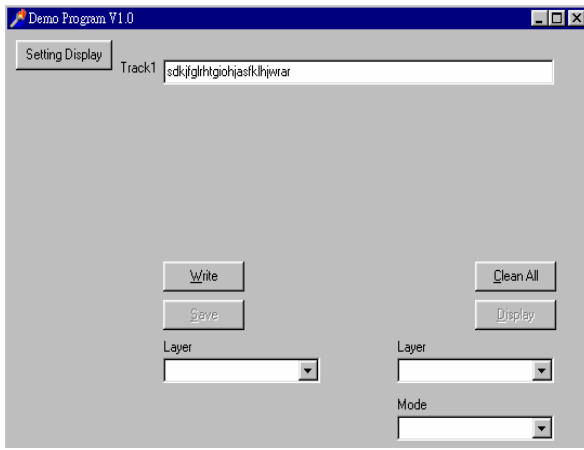 Demo Program V1.0
Setting Display
Track1 sdkjfglrhtgiohjasfklhjwrar
Write Clean All
Save Display
Layer Layer
Mode